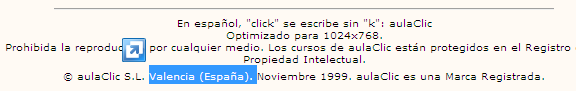 En español, "click" se escribe sin "k": aulaClic
Optimizado para 1024x768.
Prohibida la reproduc por cualquier medio. Los cursos de aulaClic están protegidos en el Registro
Propiedad Intelectual.
© aulaClic S.L. Valencia (España). Noviembre 1999. aulaClic es una Marca Registrada.